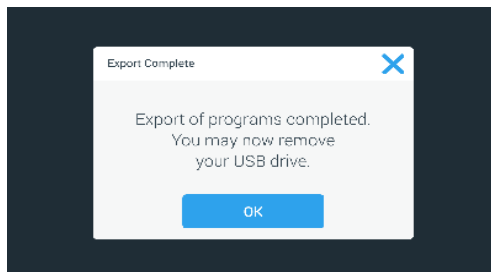 Export Complete
Export of programs completed.
You may now remove
your USB drive.
OK